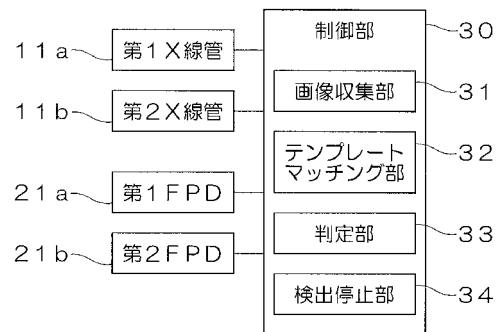 制御部
30
11a
第1X線管
画像収集部
31
11b
第2X線管
テンプレート
マッチング部
32
21a
第1FPD
判定部
33
21b
第2FPD
検出停止部
34